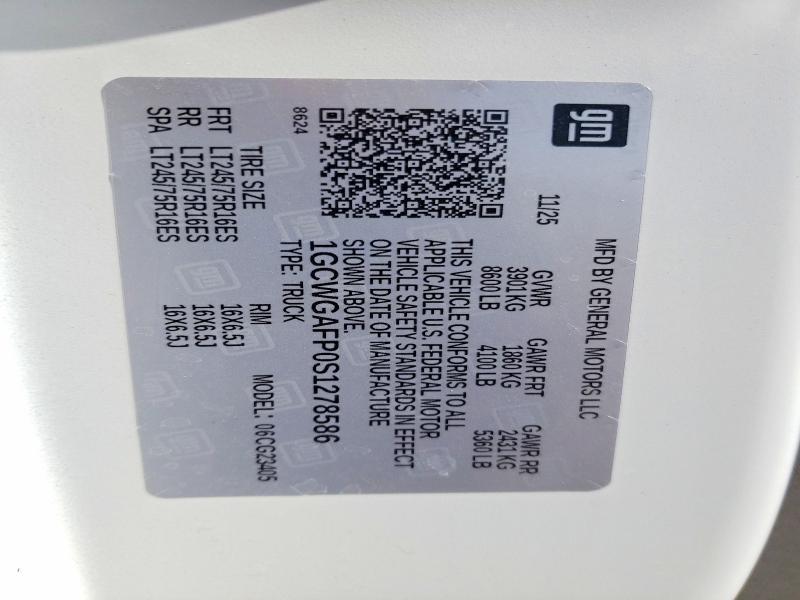 gm
MFD BY GENERAL MOTORS LLC
11/25
GVWR GAWR FRT GAWR RR
3901 KG 1860 KG 2431 KG
8600 LB 4100 LB 5360 LB
THIS VEHICLE CONFORMS TO ALL
APPLICABLE U.S. FEDERAL MOTOR
VEHICLE SAFETY STANDARDS IN EFFECT
ON THE DATE OF MANUFACTURE
SHOWN ABOVE.
1GCWGAFP0S1278586
TYPE: TRUCK
8624
MODEL: 06CG23405
TIRE SIZE RIM
FRT LT245/75R16ES 16X6.5J
RR LT245/75R16ES 16X6.5J
SPA LT245/75R16ES 16X6.5J